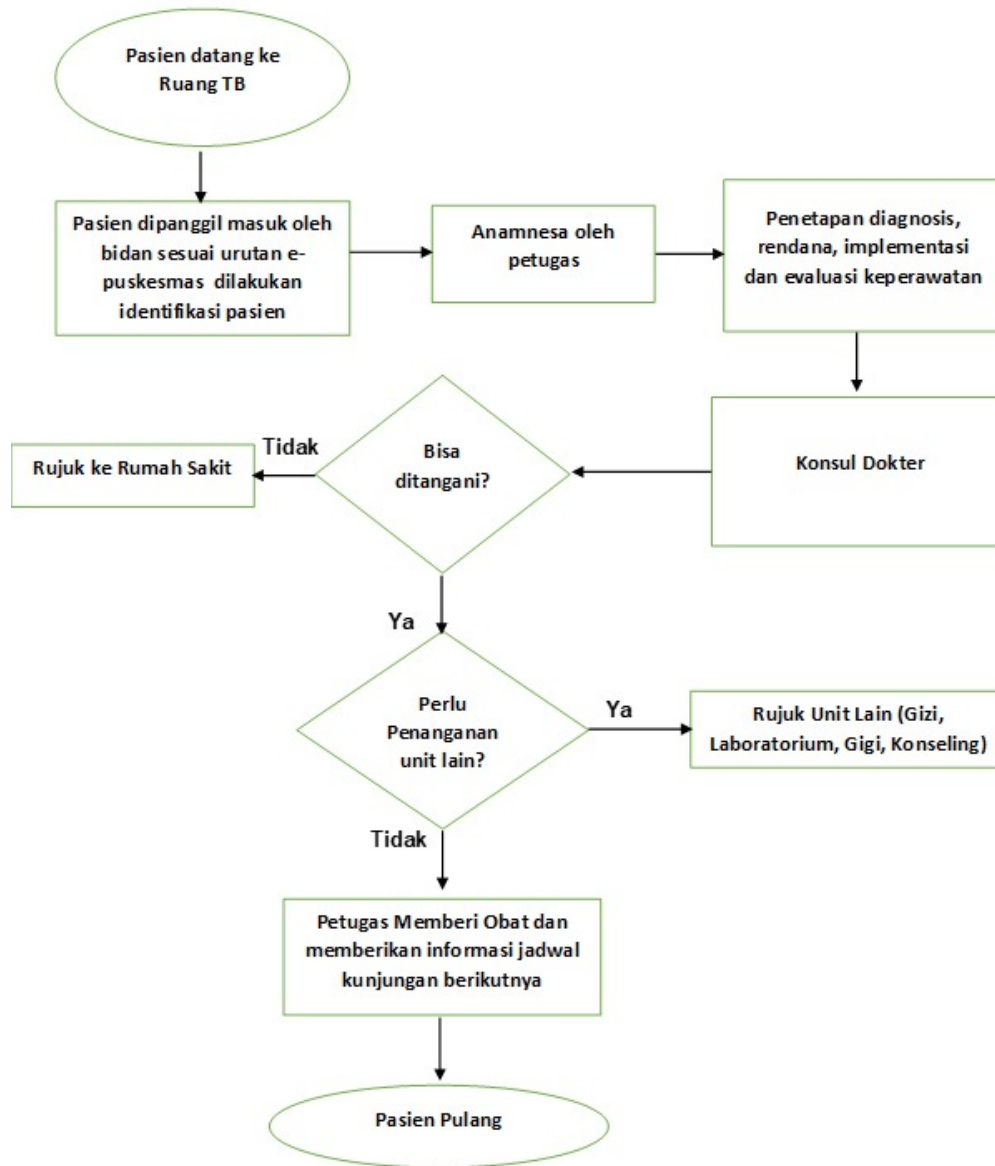 Pasien datang ke
Ruang TB
Pasien dipanggil masuk oleh
bidan sesuai urutan e-
puskesmas dilakukan
identifikasi pasien
Anamnesa oleh
petugas
Penetapan diagnosis,
rendana, implementasi
dan evaluasi keperawatan
Konsul Dokter
Bisa
ditangani?
Tidak
Rujuk ke Rumah Sakit
Ya
Perlu
Penanganan
unit lain?
Ya
Rujuk Unit Lain (Gizi,
Laboratorium, Gigi, Konseling)
Tidak
Petugas Memberi Obat dan
memberikan informasi jadwal
kunjungan berikutnya
Pasien Pulang